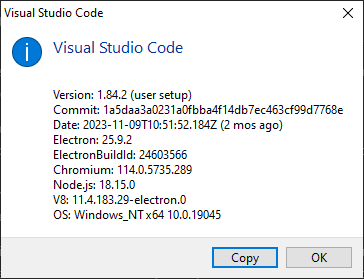 Visual Studio Code
Visual Studio Code
Version: 1.84.2 (user setup)
Commit: 1a5daa3a0231a0fbba4f14db7ec463cf99d7768e
Date: 2023-11-09T10:51:52.184Z (2 mos ago)
Electron: 25.9.2
ElectronBuildId: 24603566
Chromium: 114.0.5735.289
Node.js: 18.15.0
V8: 11.4.183.29-electron.0
OS: Windows_NT x64 10.0.19045
Copy
OK